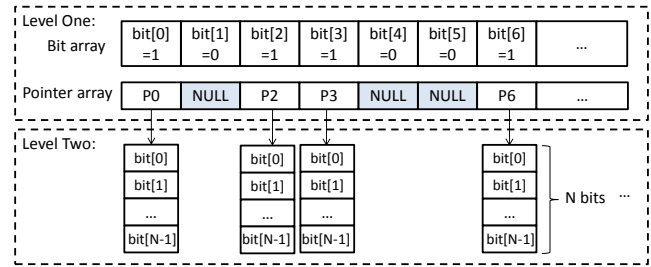 Level One:
Bit array bit[0] bit[1] bit[2] bit[3] bit[4] bit[5] bit[6] ...
=1 =0 =1 =1 =0 =0 =1
Pointer array P0 NULL P2 P3 NULL NULL P6 ...
Level Two:
bit[0] bit[0] bit[0] bit[0]
bit[1] bit[1] bit[1] bit[1]
N bits ...
... ... ... ...
bit[N-1] bit[N-1] bit[N-1] bit[N-1]